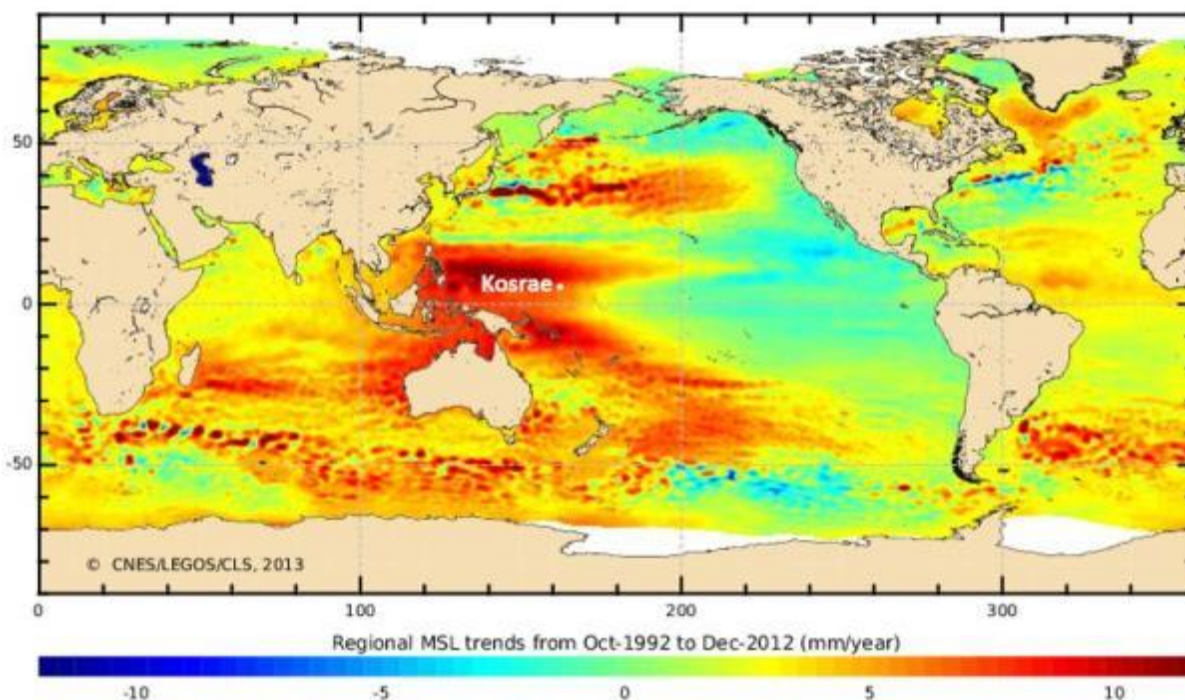 50
Kosrae
0
-50
© CNES/LEGOS/CLS, 2013
0 100 200 300
Regional MSL trends from Oct-1992 to Dec-2012 (mm/year)
-10 -5 0 5 10